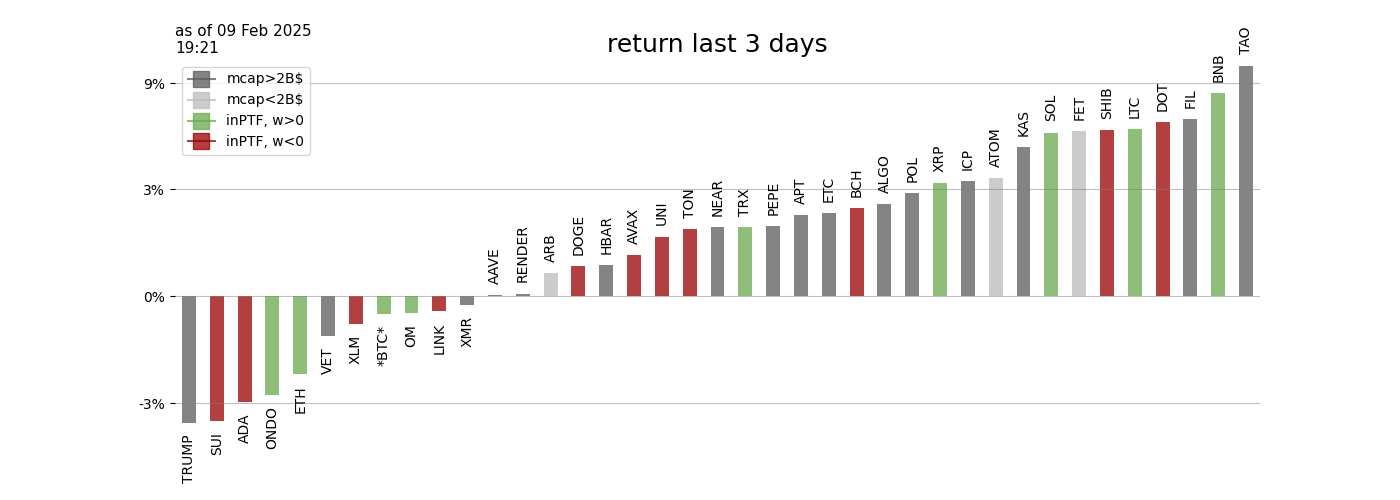 as of 09 Feb 2025
19:21
return last 3 days
mcap>2B$
mcap<2B$
inPTF, w>0
inPTF, w<0
9%
3%
0%
-3%
TRUMP
SUI
ADA
ONDO
ETH
VET
XLM
*BTC*
OM
LINK
XMR
AAVE
RENDER
ARB
DOGE
HBAR
AVAX
UNI
TON
NEAR
TRX
PEPE
APT
ETC
BCH
ALGO
POL
XRP
ICP
ATOM
KAS
SOL
FET
SHIB
LTC
DOT
FIL
BNB
TAO